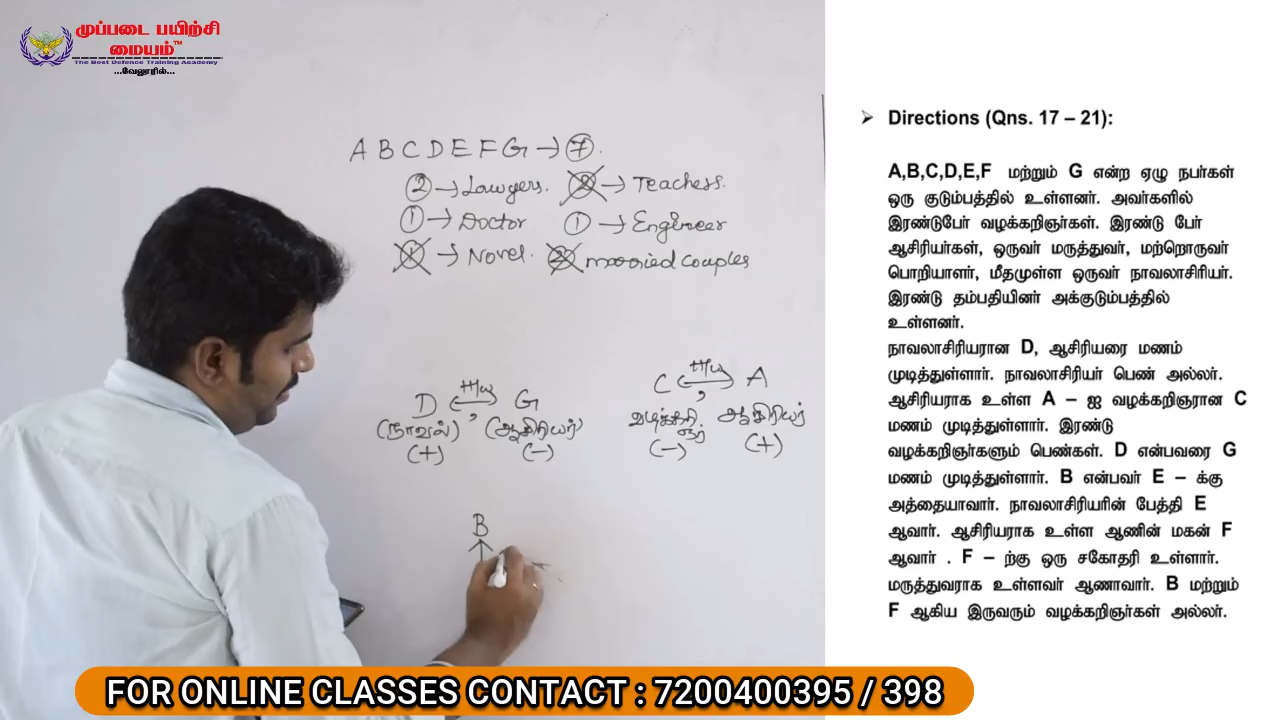 முப்படை பயிற்சி
மையம்™
The Best Defence Training Academy
...வேலூரில்...
A B C D E F G → 7.
2 → Lawyers. 2 → Teachers.
1 → Doctor 1 → Engineer
1 → Novel. 2 married couples
D H/W G
(நாவல்) , (ஆசிரியர்)
(+) (-)
C H/W A
வழக்கறிஞர் , ஆசிரியர்
(-) (+)
B
➢ Directions (Qns. 17 – 21):
A,B,C,D,E,F மற்றும் G என்ற ஏழு நபர்கள்
ஒரு குடும்பத்தில் உள்ளனர். அவர்களில்
இரண்டுபேர் வழக்கறிஞர்கள். இரண்டு பேர்
ஆசிரியர்கள், ஒருவர் மருத்துவர், மற்றொருவர்
பொறியாளர், மீதமுள்ள ஒருவர் நாவலாசிரியர்.
இரண்டு தம்பதியினர் அக்குடும்பத்தில்
உள்ளனர்.
நாவலாசிரியரான D, ஆசிரியரை மணம்
முடித்துள்ளார். நாவலாசிரியர் பெண் அல்லர்.
ஆசிரியராக உள்ள A – ஐ வழக்கறிஞரான C
மணம் முடித்துள்ளார். இரண்டு
வழக்கறிஞர்களும் பெண்கள். D என்பவரை G
மணம் முடித்துள்ளார். B என்பவர் E – க்கு
அத்தையாவார். நாவலாசிரியரின் பேத்தி E
ஆவார். ஆசிரியராக உள்ள ஆணின் மகன் F
ஆவார் . F – ற்கு ஒரு சகோதரி உள்ளார்.
மருத்துவராக உள்ளவர் ஆணாவார். B மற்றும்
F ஆகிய இருவரும் வழக்கறிஞர்கள் அல்லர்.
FOR ONLINE CLASSES CONTACT : 7200400395 / 398